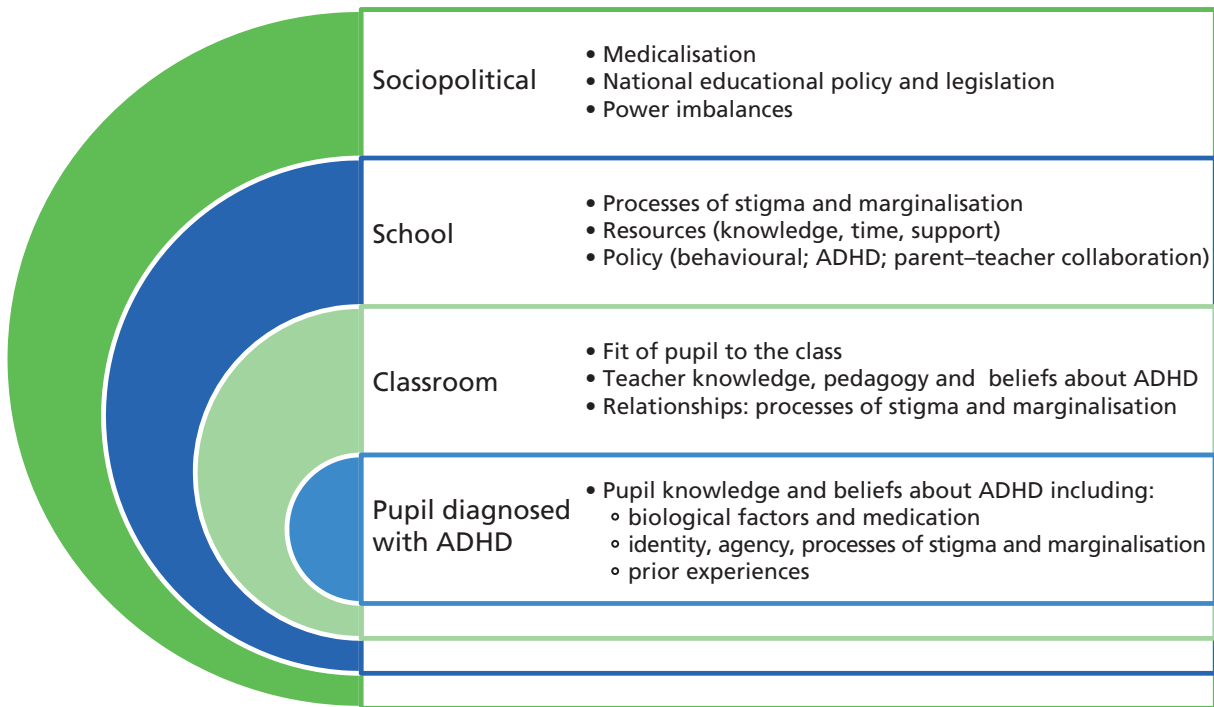 Sociopolitical
• Medicalisation
• National educational policy and legislation
• Power imbalances
School
• Processes of stigma and marginalisation
• Resources (knowledge, time, support)
• Policy (behavioural; ADHD; parent–teacher collaboration)
Classroom
• Fit of pupil to the class
• Teacher knowledge, pedagogy and  beliefs about ADHD
• Relationships: processes of stigma and marginalisation
Pupil diagnosed
with ADHD
• Pupil knowledge and beliefs about ADHD including:
∘ biological factors and medication
∘ identity, agency, processes of stigma and marginalisation
∘ prior experiences